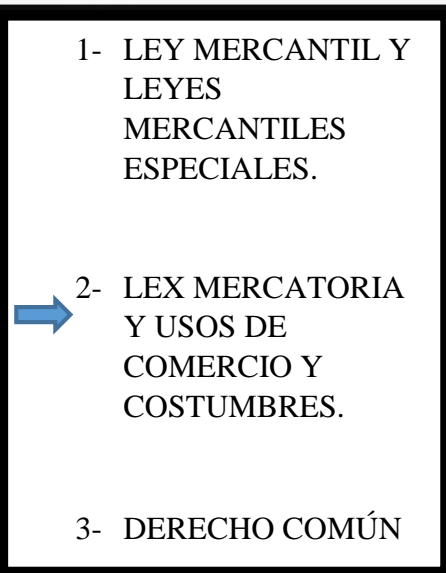 1- LEY MERCANTIL Y
LEYES
MERCANTILES
ESPECIALES.
2- LEX MERCATORIA
Y USOS DE
COMERCIO Y
COSTUMBRES.
3- DERECHO COMÚN